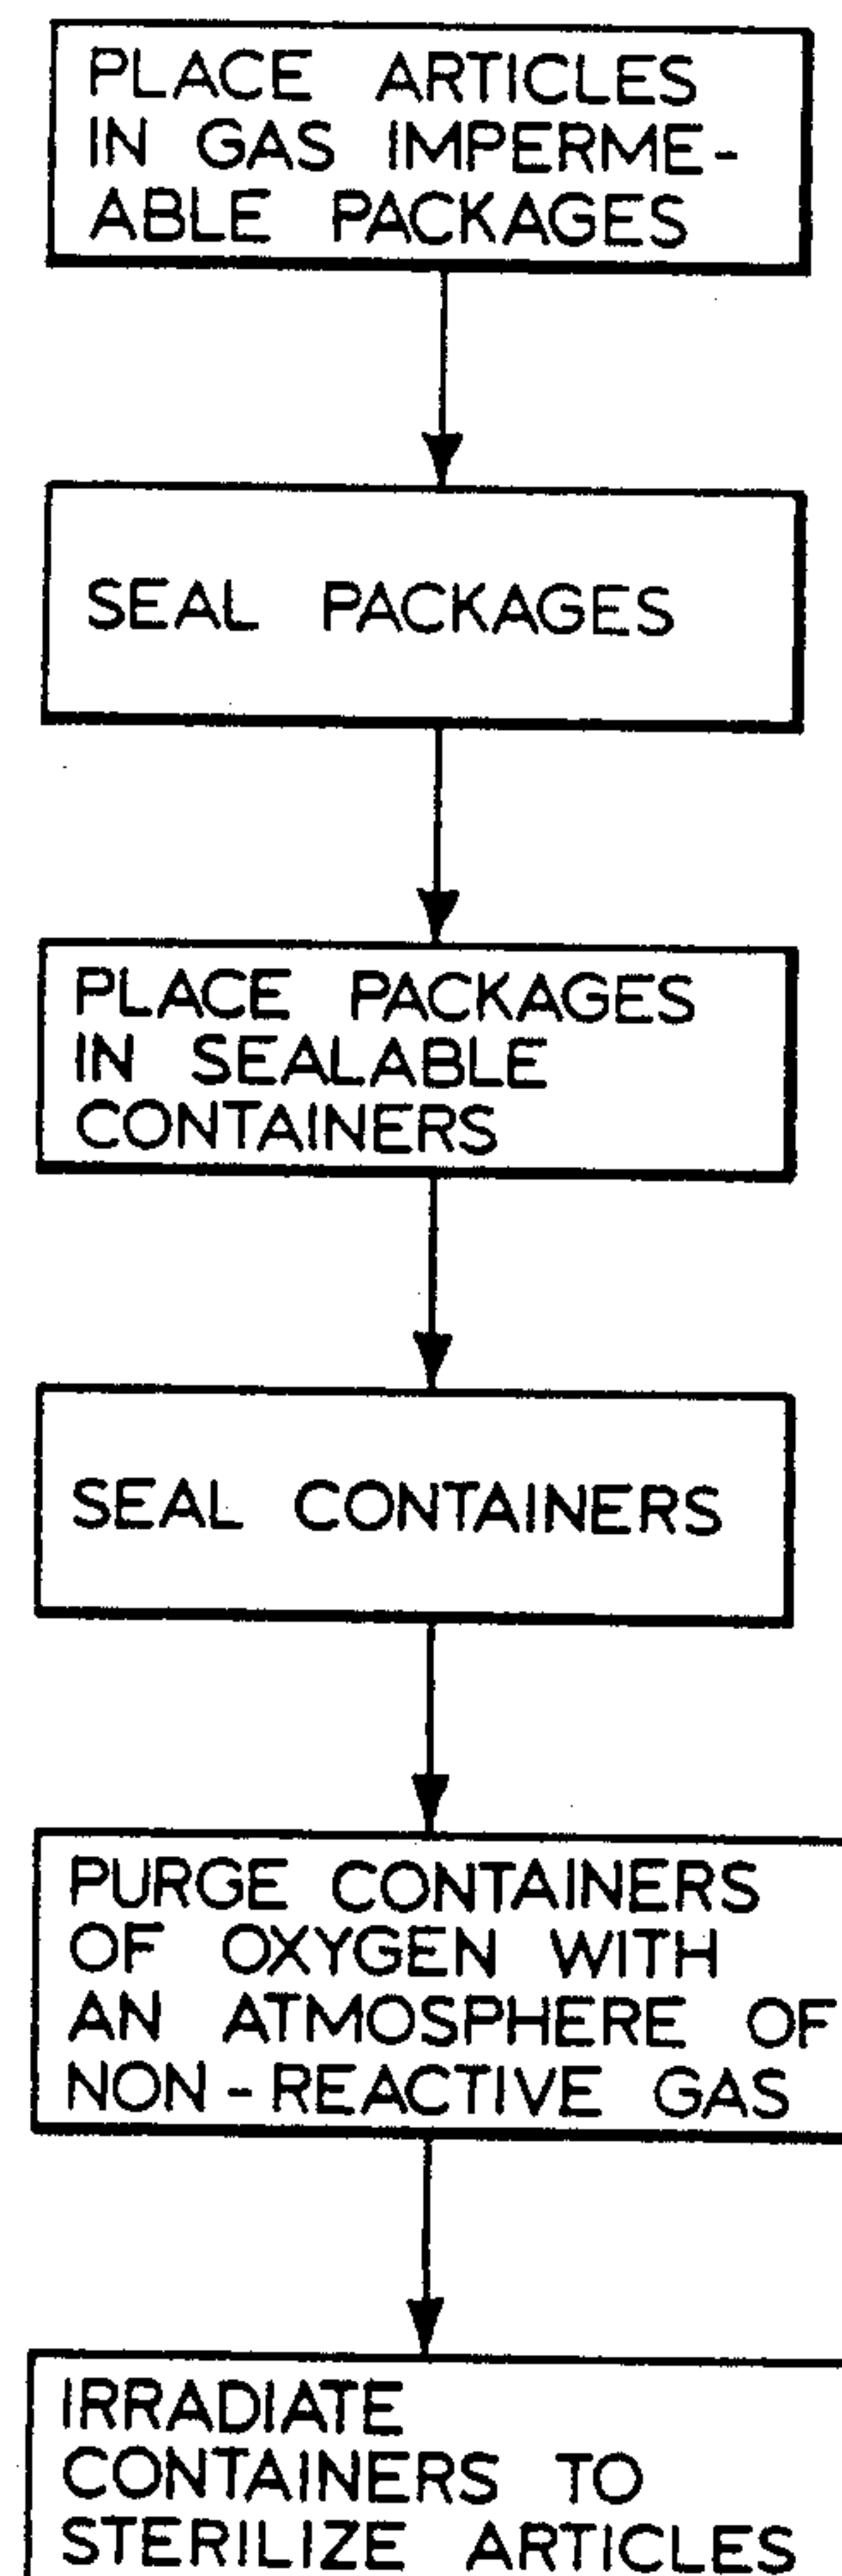 PLACE ARTICLES
IN GAS IMPERME-
ABLE PACKAGES
SEAL PACKAGES
PLACE PACKAGES
IN SEALABLE
CONTAINERS
SEAL CONTAINERS
PURGE CONTAINERS
OF OXYGEN WITH
AN ATMOSPHERE OF
NON-REACTIVE GAS
IRRADIATE
CONTAINERS TO
STERILIZE ARTICLES